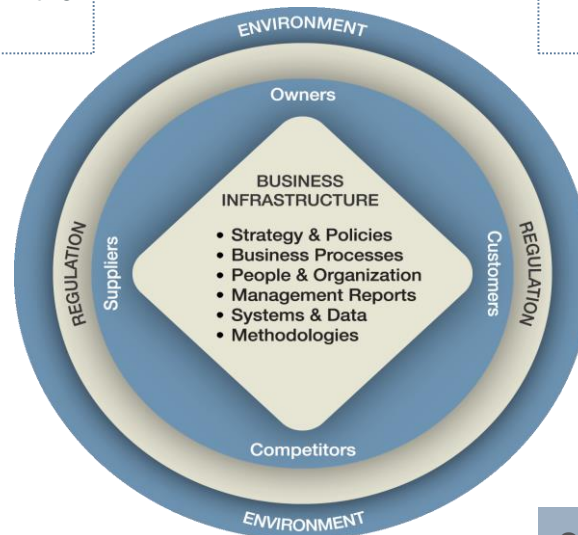 ENVIRONMENT
Owners
BUSINESS
INFRASTRUCTURE
• Strategy & Policies
• Business Processes
• People & Organization
• Management Reports
• Systems & Data
• Methodologies
REGULATION
Suppliers
Customers
REGULATION
Competitors
ENVIRONMENT